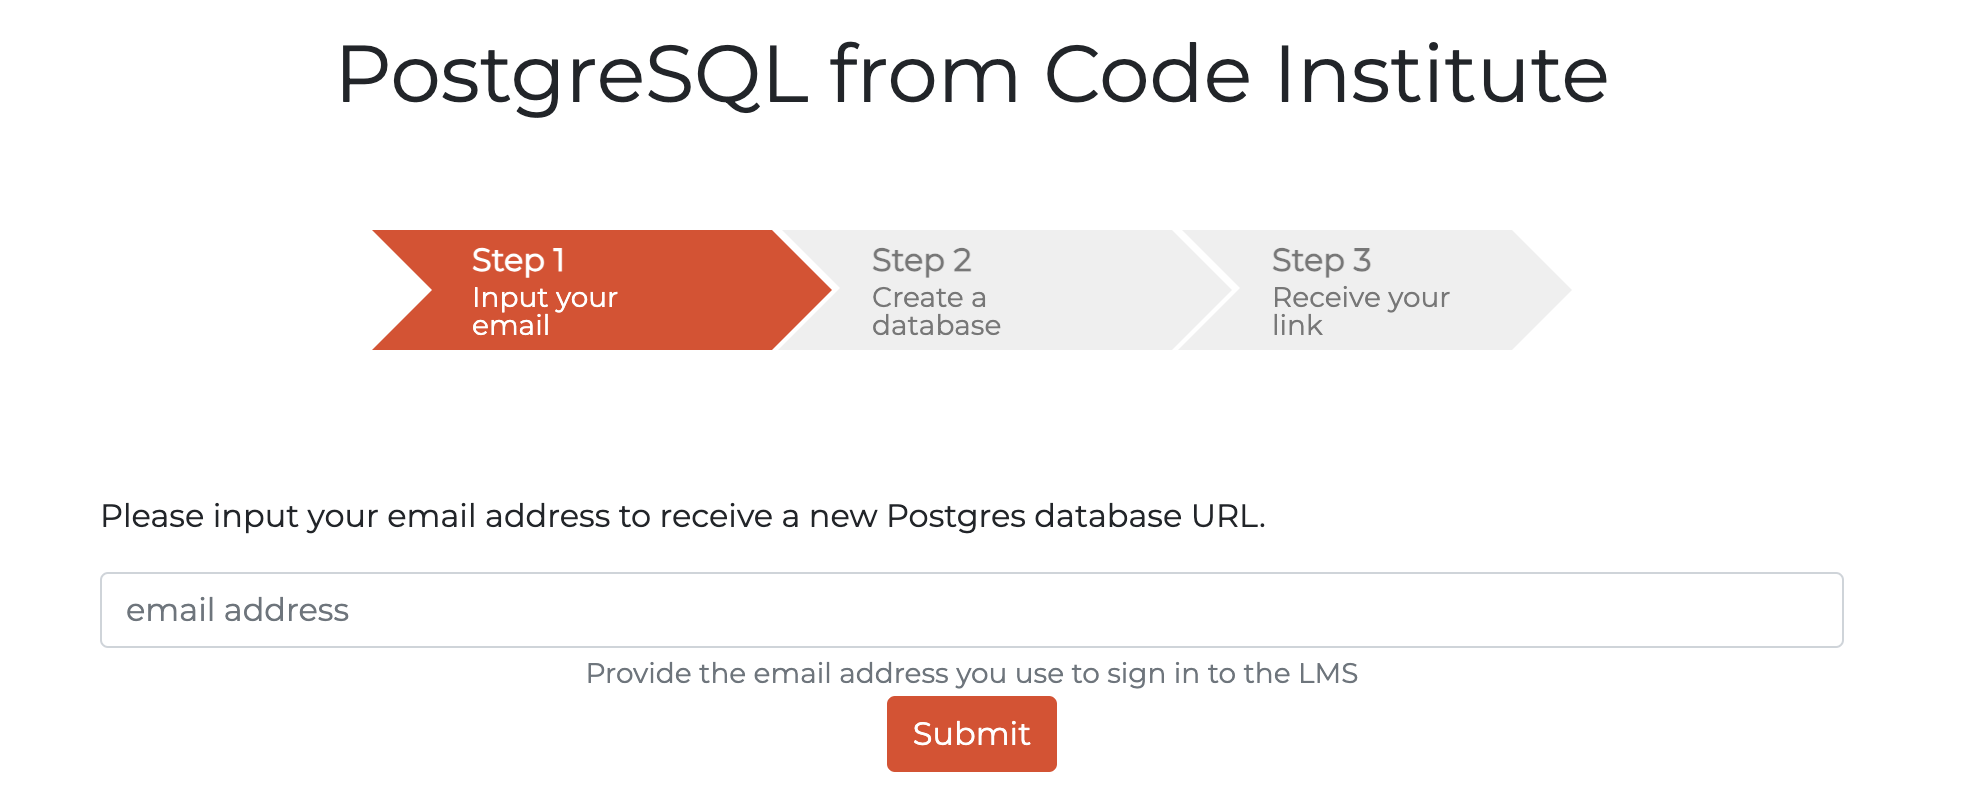 PostgreSQL from Code Institute
Step 1
Input your
email
Step 2
Create a
database
Step 3
Receive your
link
Please input your email address to receive a new Postgres database URL.
email address
Provide the email address you use to sign in to the LMS
Submit